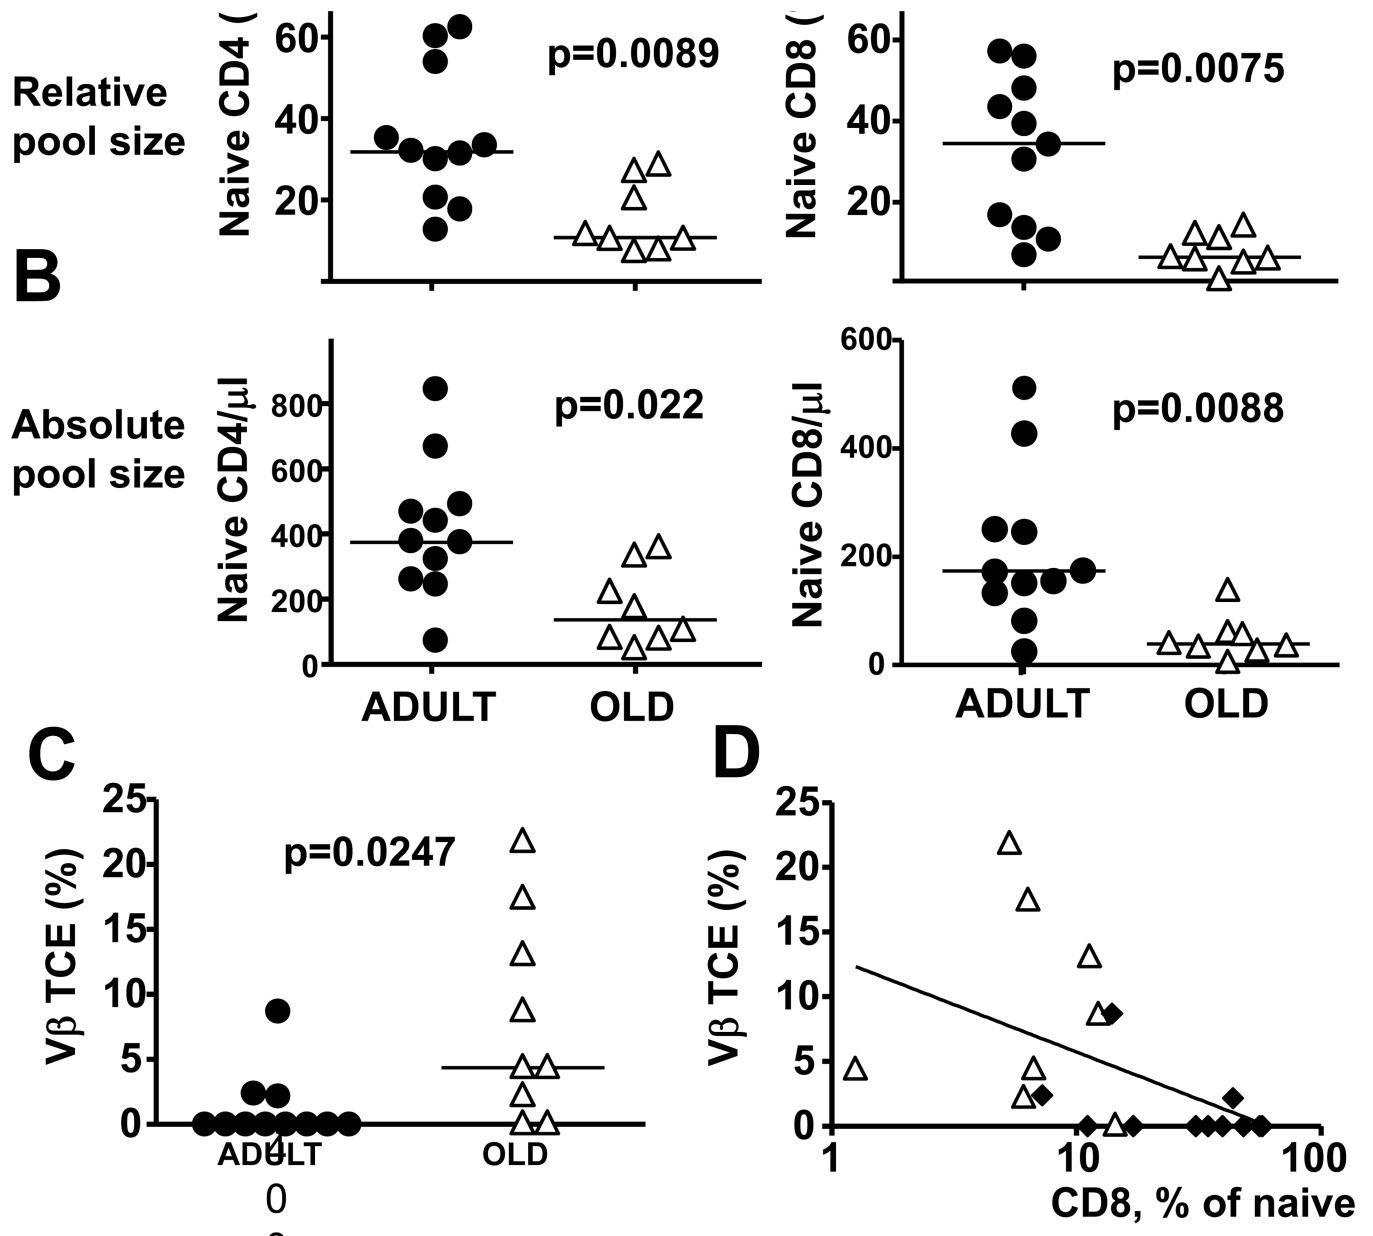 Relative
pool size
Naive CD4 (
60
40
20
p=0.0089
Naive CD8 (
60
40
20
p=0.0075
B
Absolute
pool size
Naive CD4/μl
800
600
400
200
0
p=0.022
ADULT
OLD
Naive CD8/μl
600
400
200
0
p=0.0088
ADULT
OLD
C
Vβ TCE (%)
25
20
15
10
5
0
p=0.0247
ADULT
OLD
0
D
Vβ TCE (%)
25
20
15
10
5
0
1
10
100
CD8, % of naive